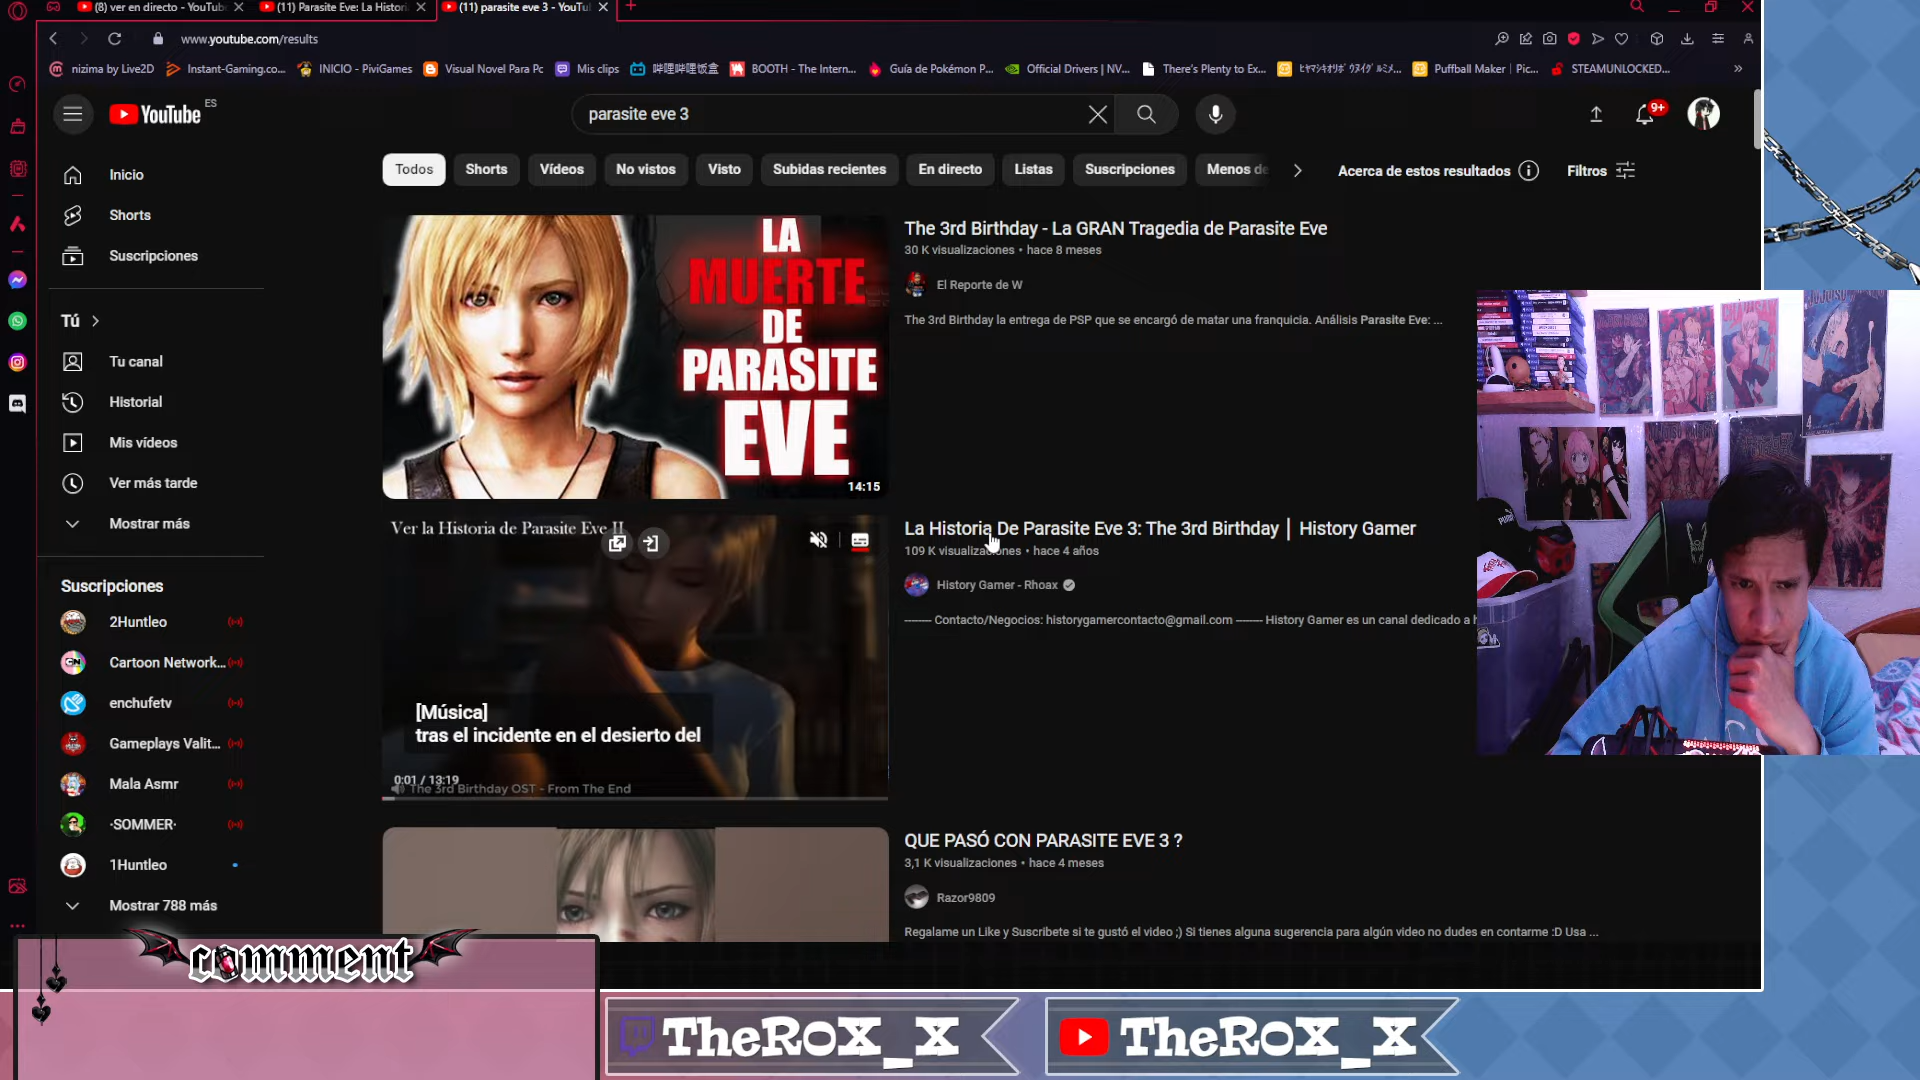 (8) ver en directo - YouTube
(11) Parasite Eve: La Histori
(11) parasite eve 3 - YouTu
www.youtube.com/results
nizima by Live2D
Instant-Gaming.co...
INICIO - PiviGames
Visual Novel Para Pc
Mis clips
哔哩哔哩饭盒
BOOTH - The Intern...
Guía de Pokémon P...
Official Drivers | NV...
There's Plenty to Ex...
Puffball Maker | Pic...
STEAMUNLOCKED...
»
YouTube ES
parasite eve 3
9+
Todos
Shorts
Vídeos
No vistos
Visto
Subidas recientes
En directo
Listas
Suscripciones
Menos de
Acerca de estos resultados
Filtros
Inicio
Shorts
Suscripciones
Tú
Tu canal
Historial
Mis vídeos
Ver más tarde
Mostrar más
Suscripciones
2Huntleo
Cartoon Network...
enchufetv
Gameplays Valit...
Mala Asmr
·SOMMER·
1Huntleo
Mostrar 788 más
LA
MUERTE
DE
PARASITE
EVE
14:15
The 3rd Birthday - La GRAN Tragedia de Parasite Eve
30 K visualizaciones • hace 8 meses
El Reporte de W
The 3rd Birthday la entrega de PSP que se encargó de matar una franquicia. Análisis Parasite Eve: ...
Ver la Historia de Parasite Eve II
[Música]
tras el incidente en el desierto del
0:01 / 13:19
The 3rd Birthday OST - From The End
La Historia De Parasite Eve 3: The 3rd Birthday | History Gamer
109 K visualizaciones • hace 4 años
History Gamer - Rhoax
------- Contacto/Negocios: historygamercontacto@gmail.com ------- History Gamer es un canal dedicado a h
QUE PASÓ CON PARASITE EVE 3 ?
3,1 K visualizaciones • hace 4 meses
Razor9809
Regalame un Like y Suscribete si te gustó el video ;) Si tienes alguna sugerencia para algún video no dudes en contarme :D Usa ...
comment
TheROX_X
TheROX_X